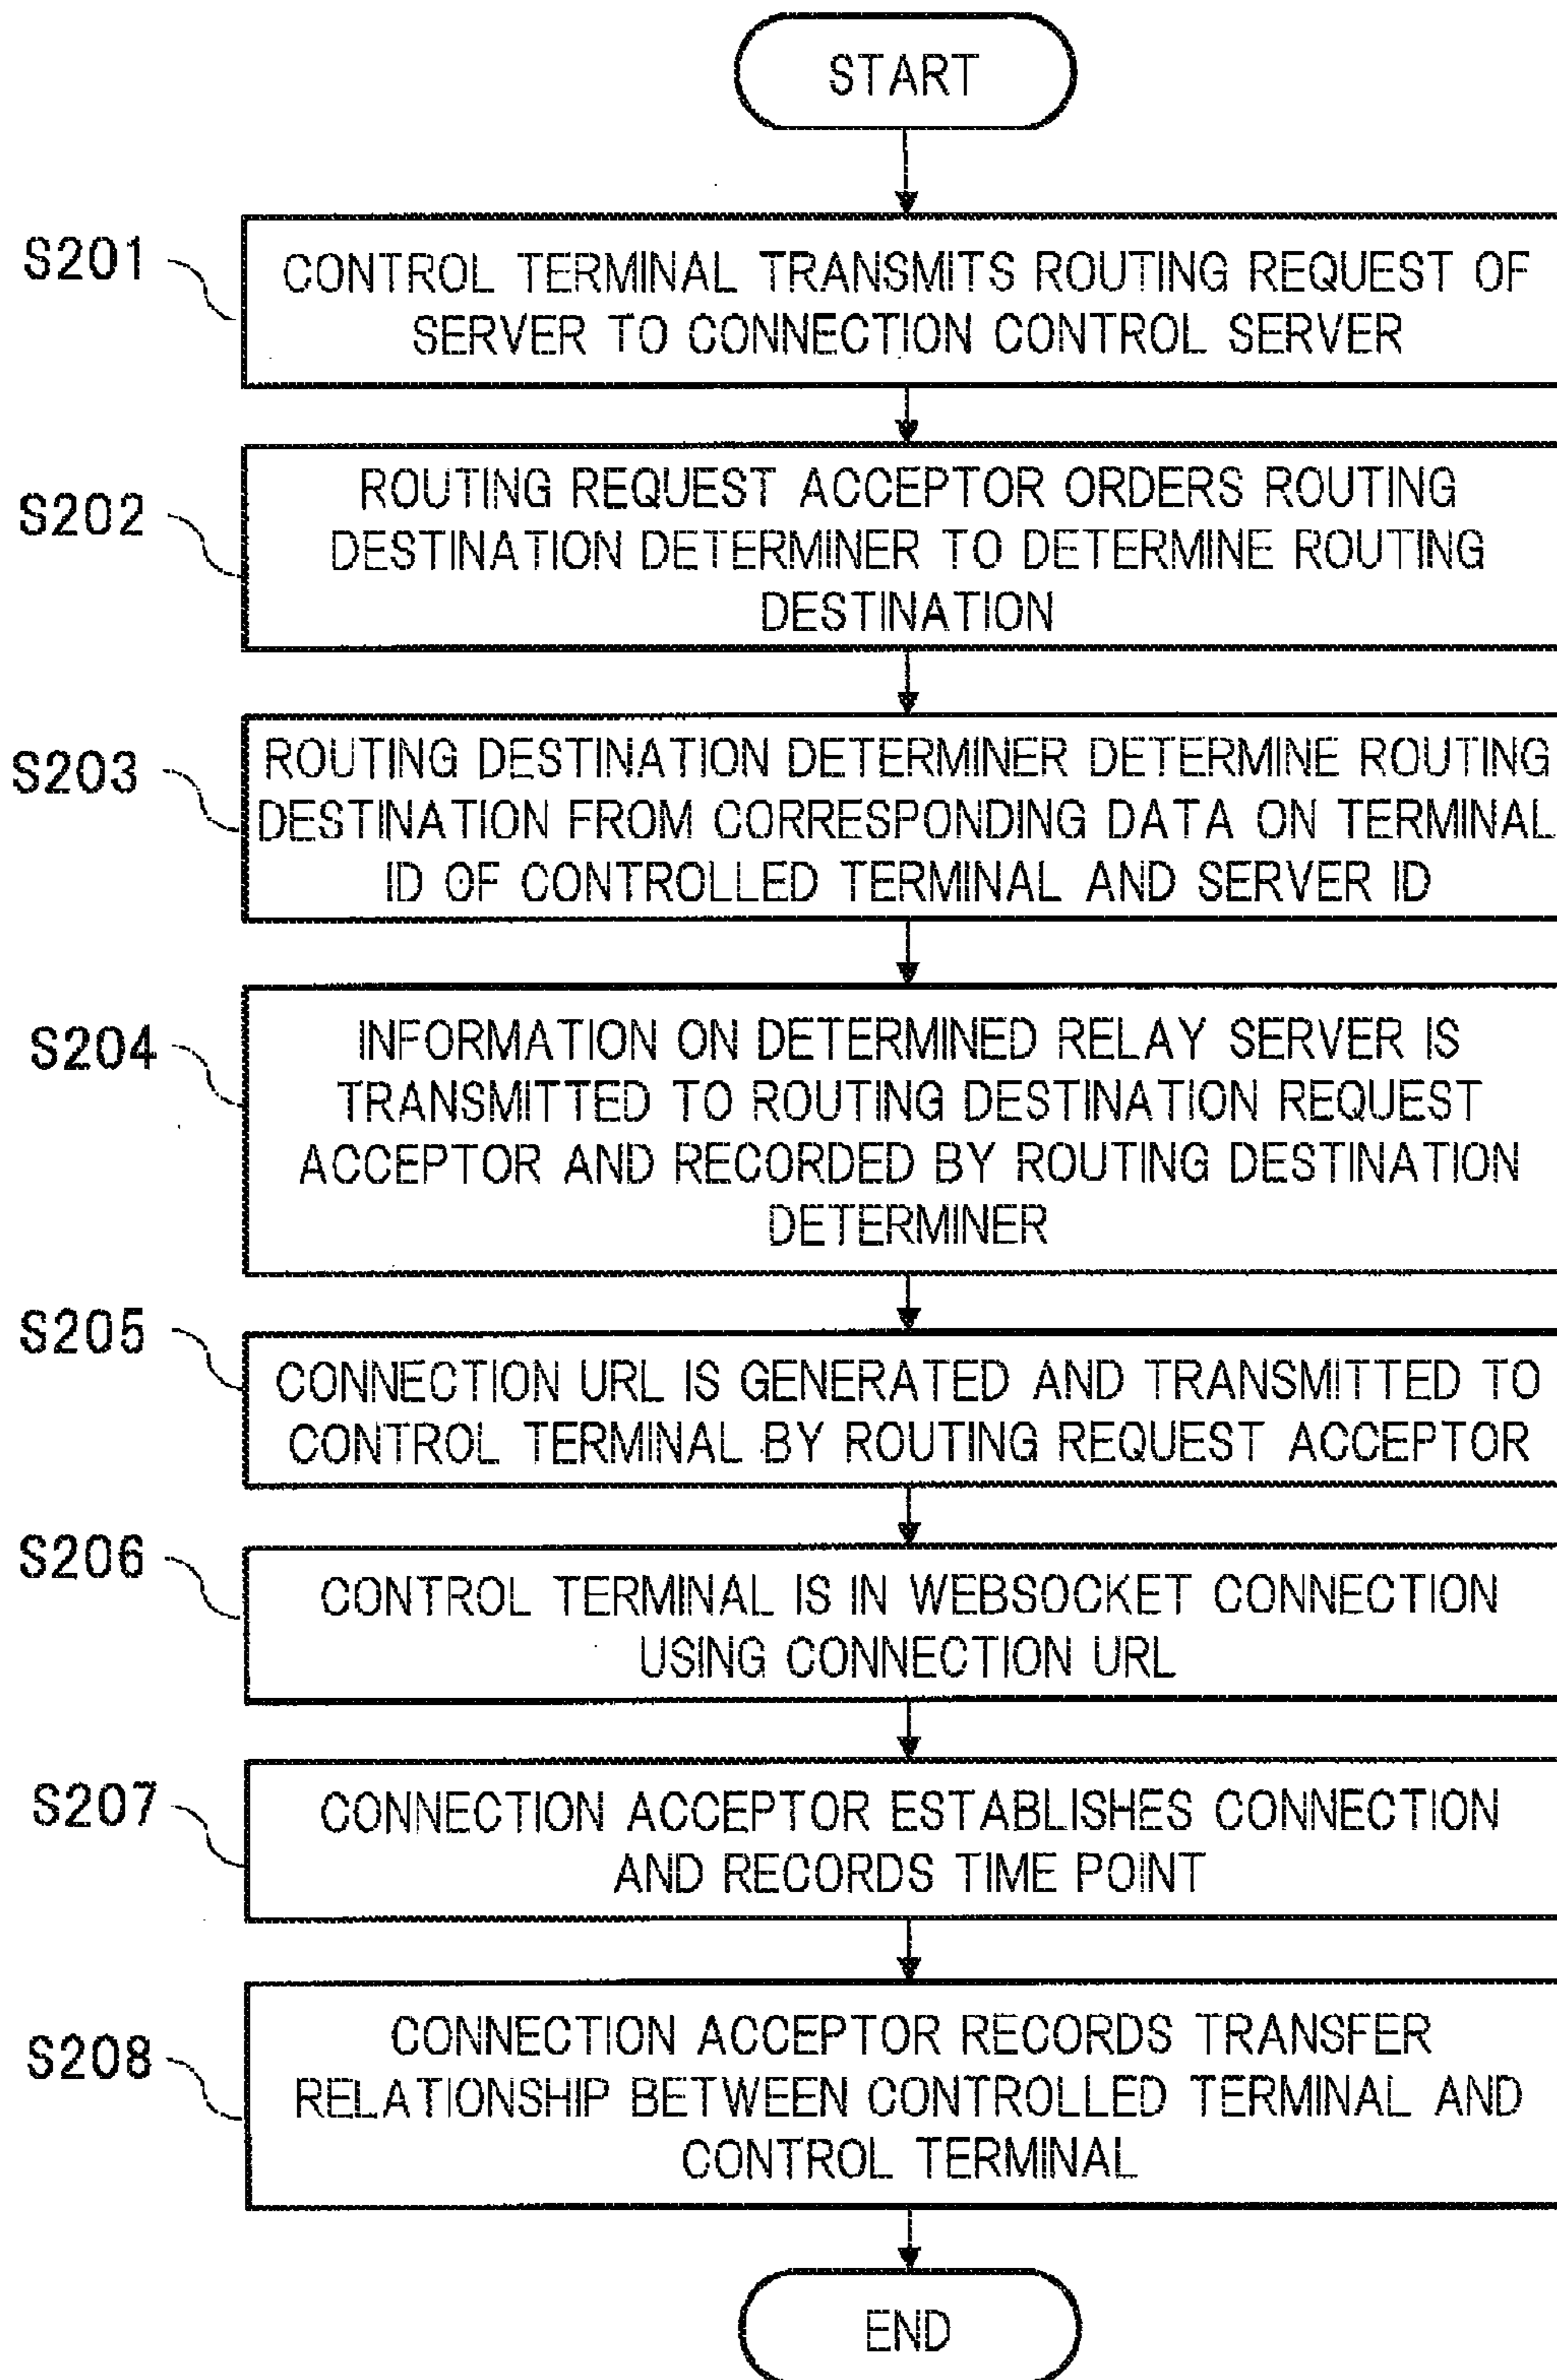 START
S201
CONTROL TERMINAL TRANSMITS ROUTING REQUEST OF
SERVER TO CONNECTION CONTROL SERVER
S202
ROUTING REQUEST ACCEPTOR ORDERS ROUTING
DESTINATION DETERMINER TO DETERMINE ROUTING
DESTINATION
S203
ROUTING DESTINATION DETERMINER DETERMINE ROUTING
DESTINATION FROM CORRESPONDING DATA ON TERMINAL
ID OF CONTROLLED TERMINAL AND SERVER ID
S204
INFORMATION ON DETERMINED RELAY SERVER IS
TRANSMITTED TO ROUTING DESTINATION REQUEST
ACCEPTOR AND RECORDED BY ROUTING DESTINATION
DETERMINER
S205
CONNECTION URL IS GENERATED AND TRANSMITTED TO
CONTROL TERMINAL BY ROUTING REQUEST ACCEPTOR
S206
CONTROL TERMINAL IS IN WEBSOCKET CONNECTION
USING CONNECTION URL
S207
CONNECTION ACCEPTOR ESTABLISHES CONNECTION
AND RECORDS TIME POINT
S208
CONNECTION ACCEPTOR RECORDS TRANSFER
RELATIONSHIP BETWEEN CONTROLLED TERMINAL AND
CONTROL TERMINAL
END